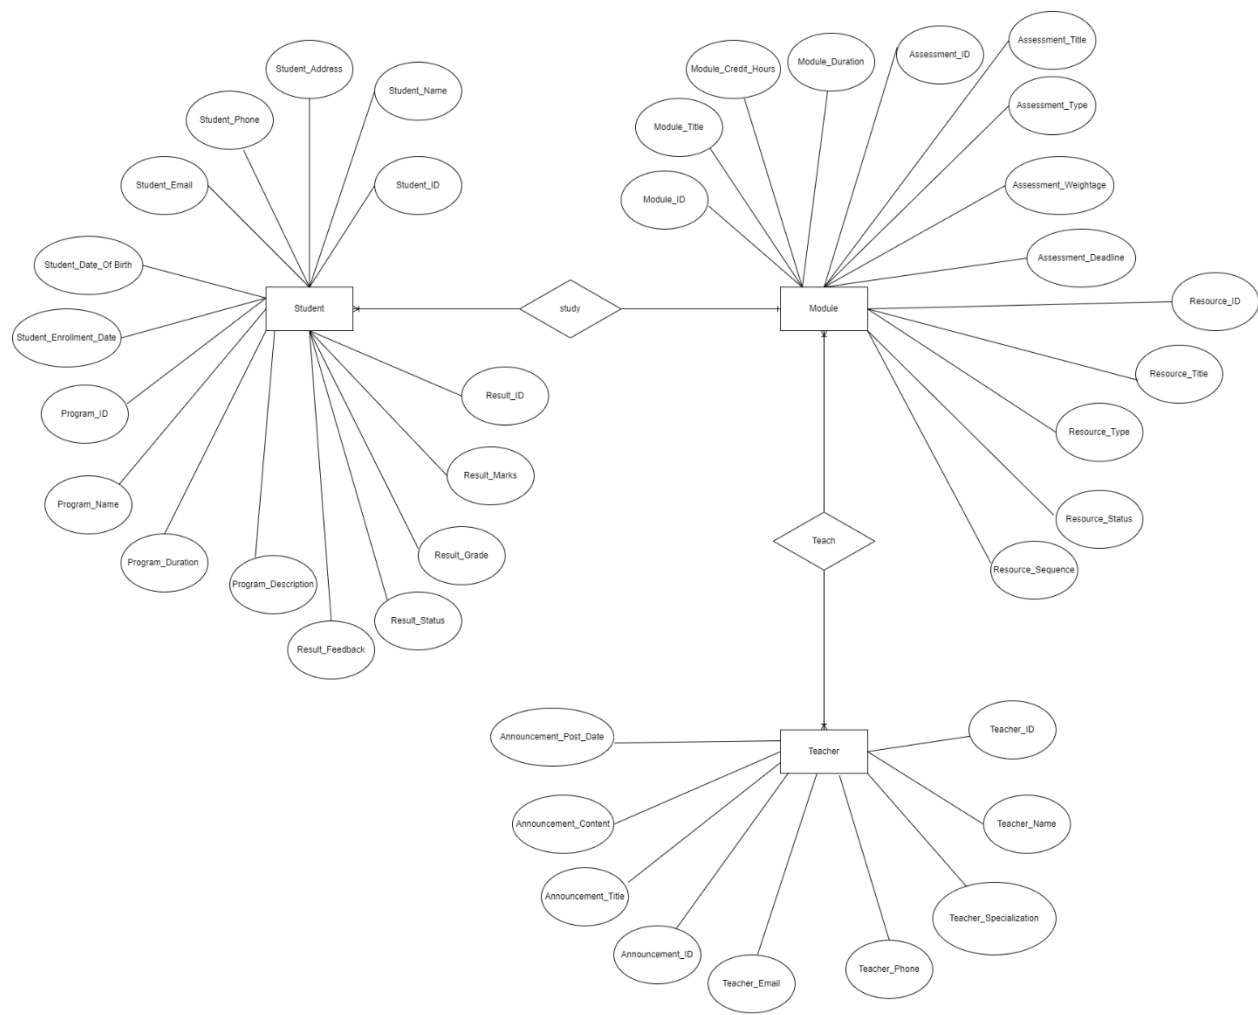 Assessment_Title
Student_Address
Module_Credit_Hours
Module_Duration
Assessment_ID
Student_Name
Assessment_Type
Student_Phone
Module_Title
Student_Email
Student_ID
Module_ID
Assessment_Weightage
Student_Date_Of Birth
Assessment_Deadline
Resource_ID
Student
study
Module
Student_Enrollment_Date
Resource_Title
Result_ID
Program_ID
Resource_Type
Result_Marks
Program_Name
Resource_Status
Teach
Result_Grade
Program_Duration
Resource_Sequence
Program_Description
Result_Status
Result_Feedback
Teacher_ID
Announcement_Post_Date
Teacher
Announcement_Content
Teacher_Name
Announcement_Title
Teacher_Specialization
Announcement_ID
Teacher_Phone
Teacher_Email